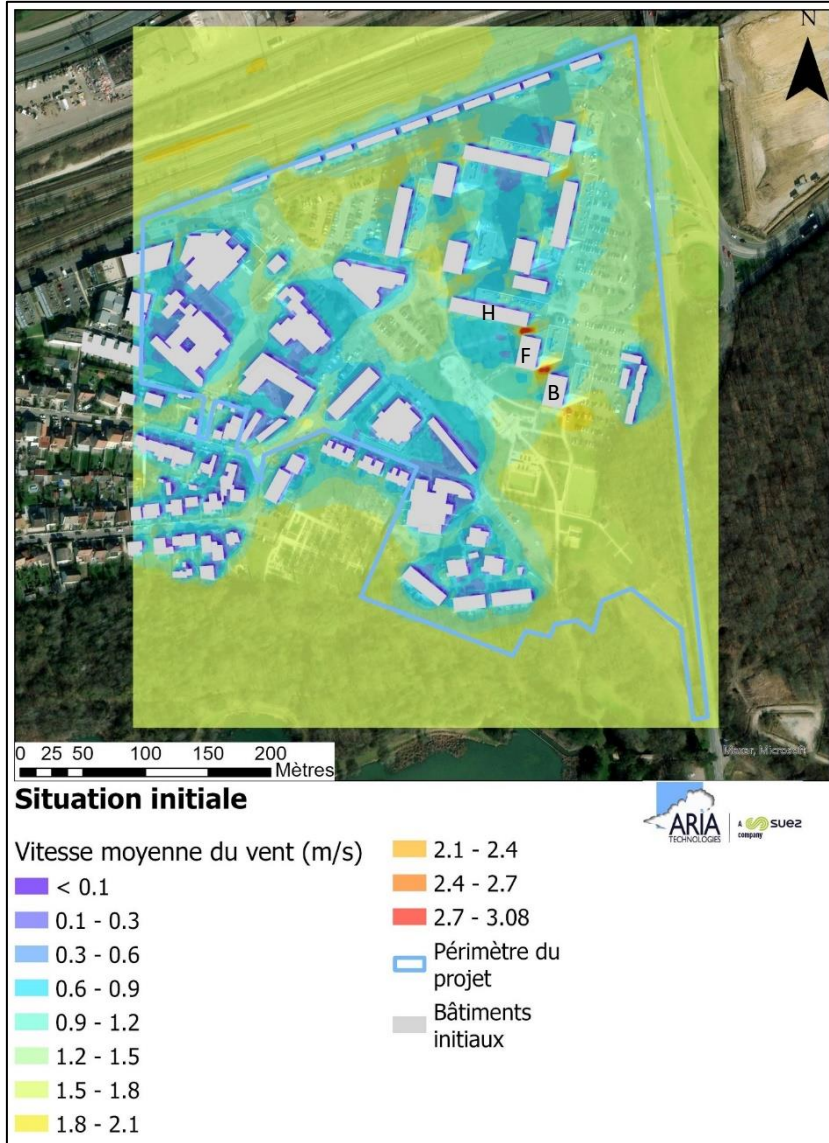 N
H
F
B
Maxar, Microsoft
0 25 50 100 150 200
Mètres
Situation initiale
ARIA
TECHNOLOGIES
A SUEZ
company
Vitesse moyenne du vent (m/s)
< 0.1
0.1 - 0.3
0.3 - 0.6
0.6 - 0.9
0.9 - 1.2
1.2 - 1.5
1.5 - 1.8
1.8 - 2.1
2.1 - 2.4
2.4 - 2.7
2.7 - 3.08
Périmètre du
projet
Bâtiments
initiaux